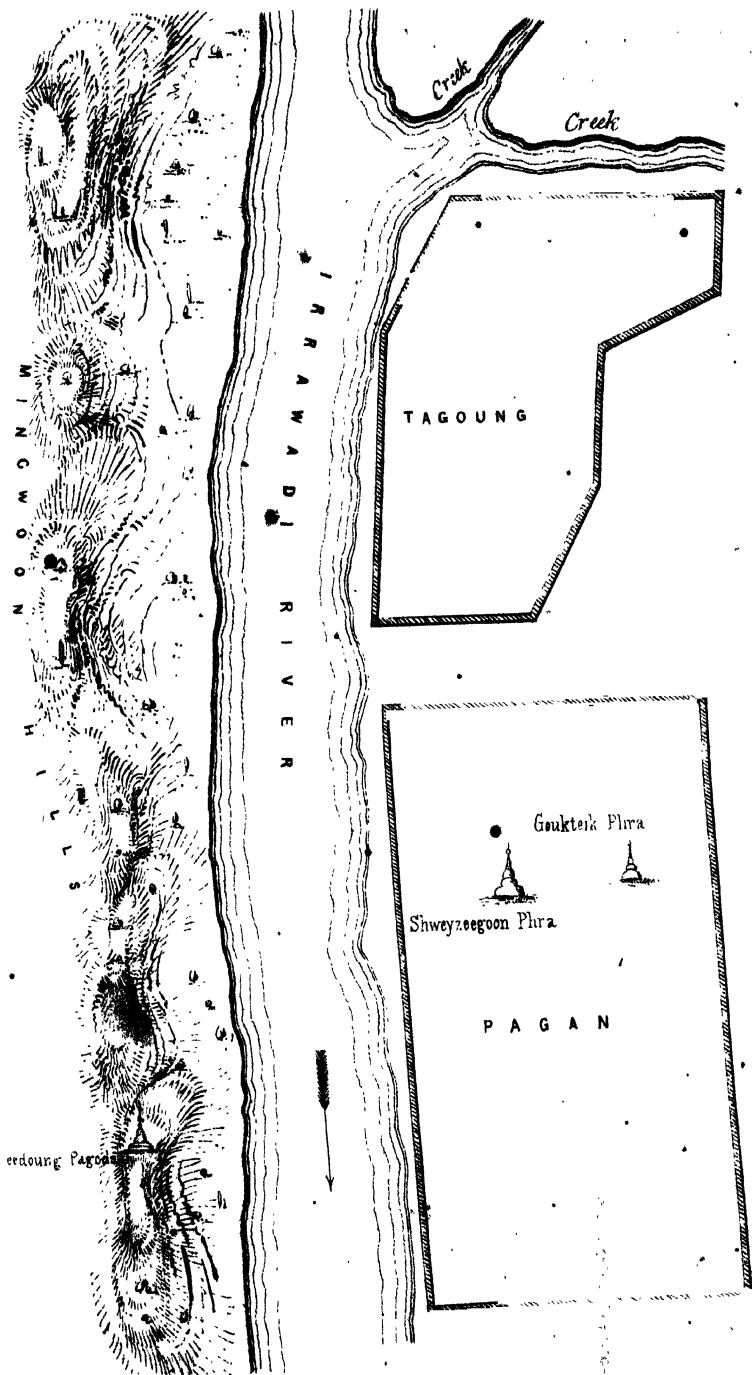 Creek
Creek
IRRAWADI RIVER
MINGWOON HILLS
TAGOUNG
Goukteik Phra
Shweyzeegoon Phra
PAGAN
eedoung Pagoda